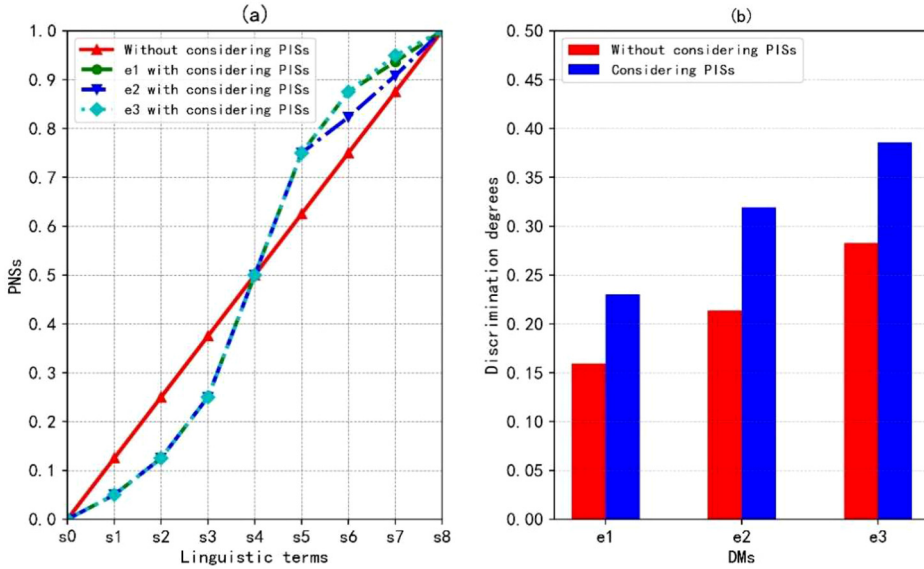 (a)
1.0
0.9
0.8
0.7
0.6
0.5
0.4
0.3
0.2
0.1
0.0
PNSs
Without considering PISs
e1 with considering PISs
e2 with considering PISs
e3 with considering PISs
s0 s1 s2 s3 s4 s5 s6 s7 s8
Linguistic terms
(b)
0.50
0.45
0.40
0.35
0.30
0.25
0.20
0.15
0.10
0.05
0.00
Discrimination degrees
Without considering PISs
Considering PISs
e1 e2 e3
DMs